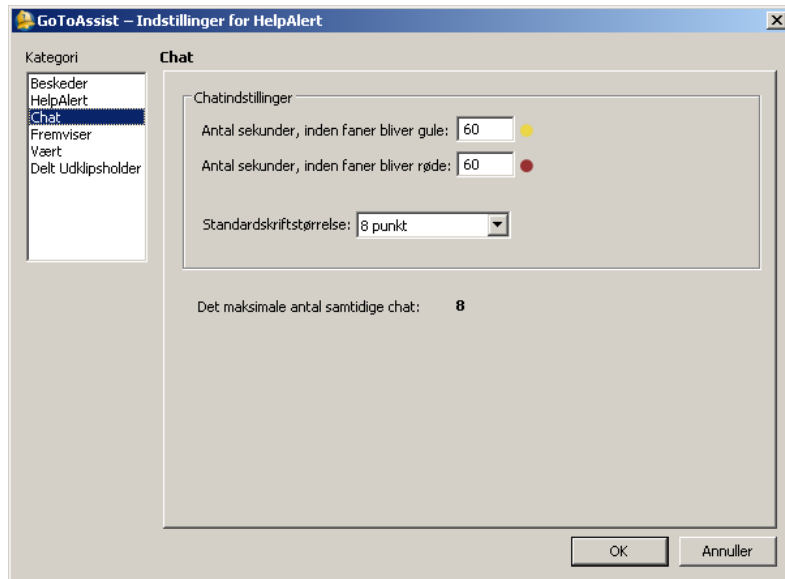 GoToAssist – Indstillinger for HelpAlert
Kategori
Beskeder
HelpAlert
Chat
Fremviser
Vært
Delt Udklipsholder
Chat
Chatindstillinger
Antal sekunder, inden faner bliver gule: 60
Antal sekunder, inden faner bliver røde: 60
Standardskriftstørrelse: 8 punkt
Det maksimale antal samtidige chat: 8
OK
Annuller